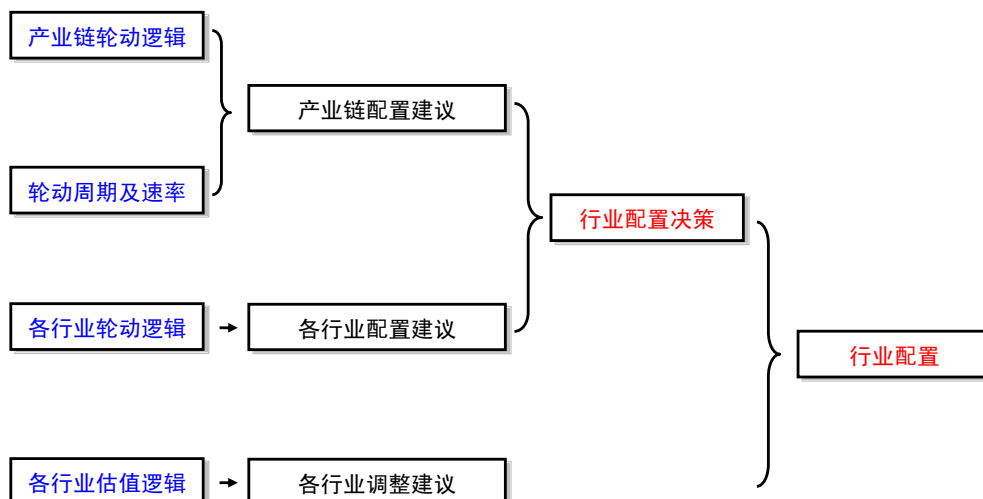 产业链轮动逻辑
产业链配置建议
轮动周期及速率
行业配置决策
各行业轮动逻辑
各行业配置建议
行业配置
各行业估值逻辑
各行业调整建议